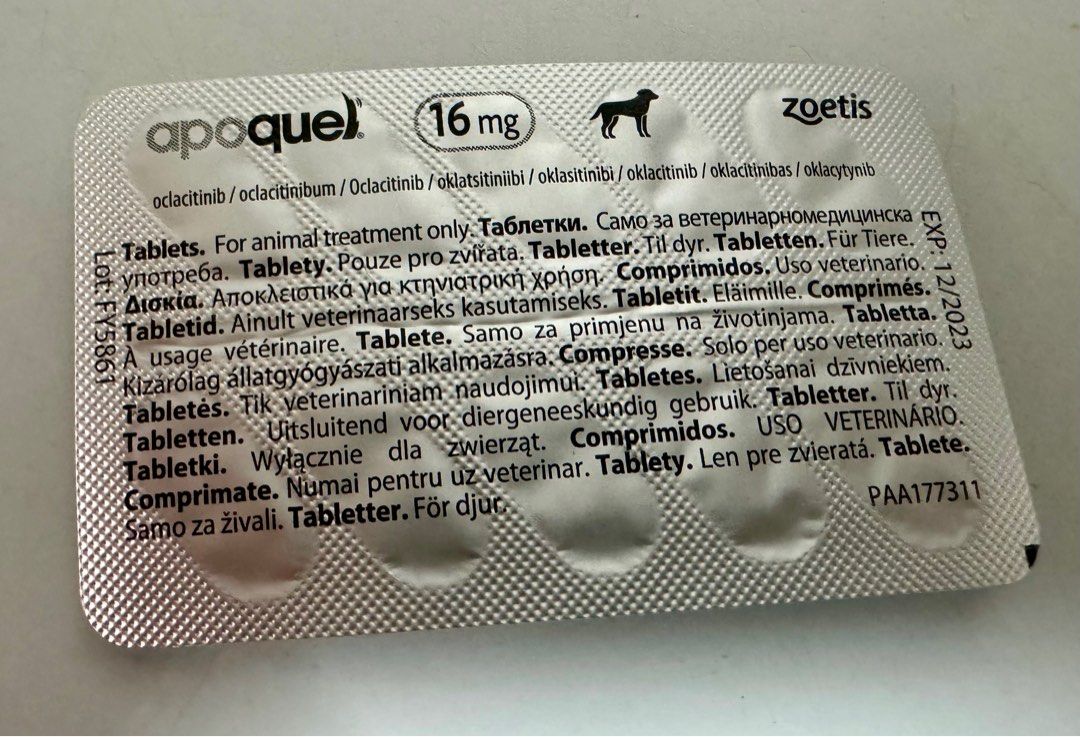 apoquel® 16 mg zoetis
oclacitinib / oclacitinibum / Oclacitinib / oklatsitiniibi / oklasitinibi / oklacitinib / oklacitinibas / oklacytynib
Tablets. For animal treatment only. Таблетки. Само за ветеринарномедицинска
употреба. Tablety. Pouze pro zvířata. Tabletter. Til dyr. Tabletten. Für Tiere.
Δισκία. Αποκλειστικά για κτηνιατρική χρήση. Comprimidos. Uso veterinario.
Tabletid. Ainult veterinaarseks kasutamiseks. Tabletit. Eläimille. Comprimés.
À usage vétérinaire. Tablete. Samo za primjenu na životinjama. Tabletta.
Kizárólag állatgyógyászati alkalmazásra. Compresse. Solo per uso veterinario.
Tabletės. Tik veterinariniam naudojimui. Tabletes. Lietošanai dzīvniekiem.
Tabletten. Uitsluitend voor diergeneeskundig gebruik. Tabletter. Til dyr.
Tabletki. Wyłącznie dla zwierząt. Comprimidos. USO VETERINÁRIO.
Comprimate. Numai pentru uz veterinar. Tablety. Len pre zvieratá. Tablete.
Samo za živali. Tabletter. För djur.
PAA177311
Lot: FY5861
EXP: 12/2023